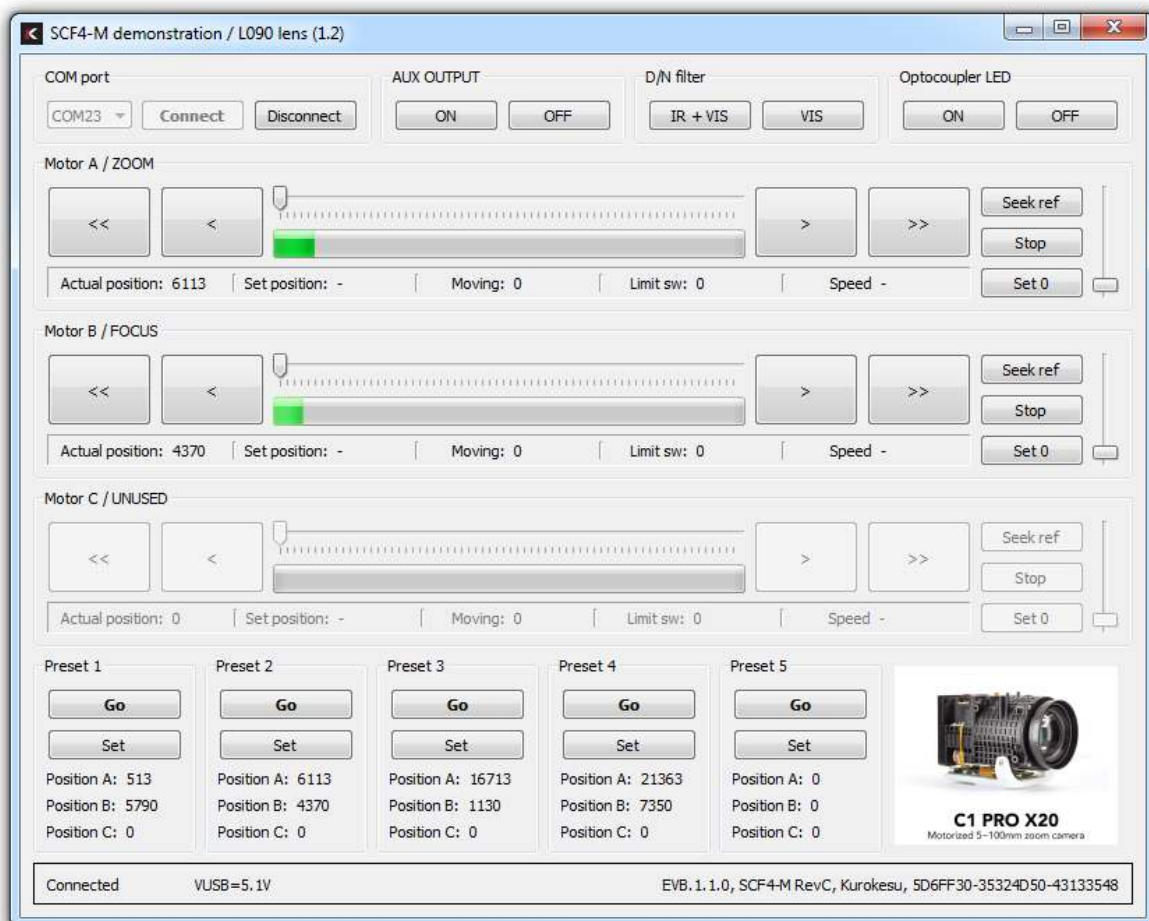 SCF4-M demonstration / L090 lens (1.2)
COM port
AUX OUTPUT
D/N filter
Optocoupler LED
COM23
Connect
Disconnect
ON
OFF
IR + VIS
VIS
ON
OFF
Motor A / ZOOM
<<
<
>
>>
Seek ref
Stop
Set 0
Actual position: 6113
Set position: -
Moving: 0
Limit sw: 0
Speed -
Motor B / FOCUS
<<
<
>
>>
Seek ref
Stop
Set 0
Actual position: 4370
Set position: -
Moving: 0
Limit sw: 0
Speed -
Motor C / UNUSED
<<
<
>
>>
Seek ref
Stop
Set 0
Actual position: 0
Set position: -
Moving: 0
Limit sw: 0
Speed -
Preset 1
Go
Set
Position A: 513
Position B: 5790
Position C: 0
Preset 2
Go
Set
Position A: 6113
Position B: 4370
Position C: 0
Preset 3
Go
Set
Position A: 16713
Position B: 1130
Position C: 0
Preset 4
Go
Set
Position A: 21363
Position B: 7350
Position C: 0
Preset 5
Go
Set
Position A: 0
Position B: 0
Position C: 0
C1 PRO X20
Motorized 5-100mm zoom camera
Connected
VUSB=5.1V
EVB.1.1.0, SCF4-M RevC, Kurokesu, 5D6FF30-35324D50-43133548